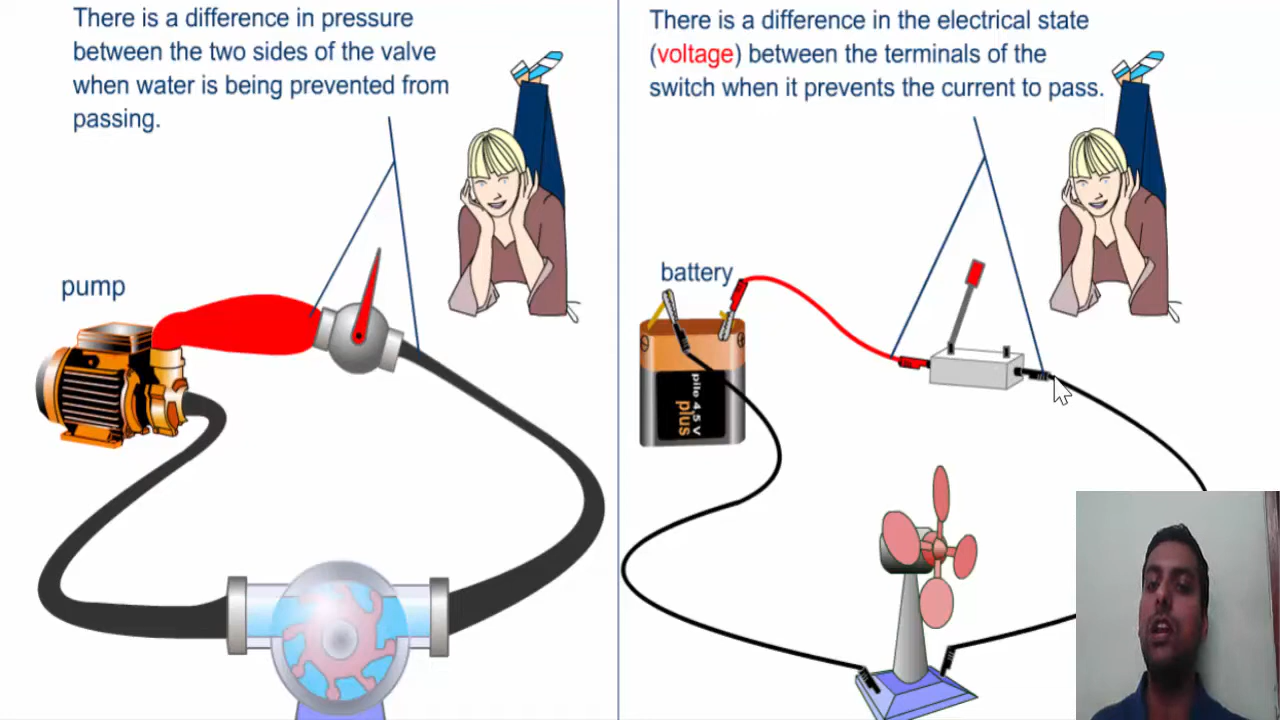 There is a difference in pressure
between the two sides of the valve
when water is being prevented from
passing.
pump
There is a difference in the electrical state
(voltage) between the terminals of the
switch when it prevents the current to pass.
battery
pile 4,5 V
plus